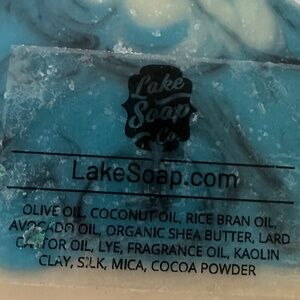 Lake
Soap
Co.
LakeSoap.com
OLIVE OIL, COCONUT OIL, RICE BRAN OIL,
AVOCADO OIL, ORGANIC SHEA BUTTER, LARD
CASTOR OIL, LYE, FRAGRANCE OIL, KAOLIN
CLAY, SILK, MICA, COCOA POWDER